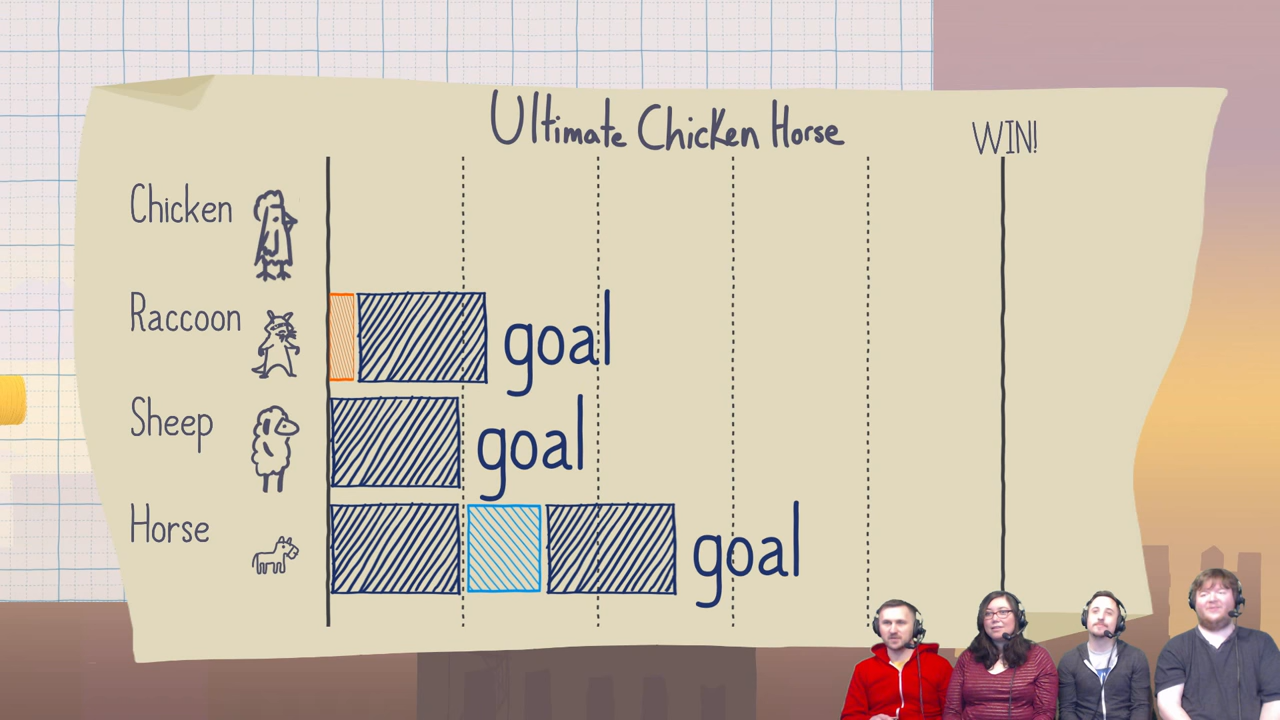 Ultimate Chicken Horse
WIN!
Chicken
Raccoon
goal
Sheep
goal
Horse
goal